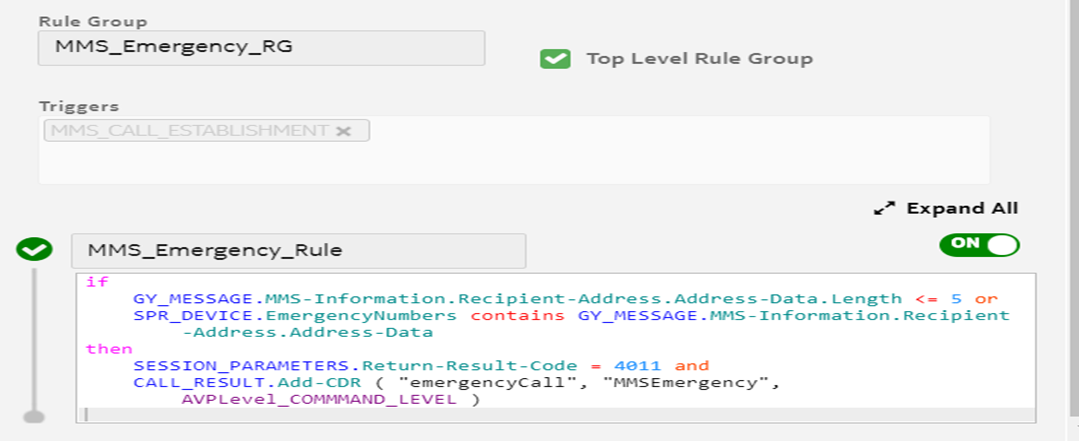 Rule Group
MMS_Emergency_RG
Top Level Rule Group
Triggers
MMS_CALL_ESTABLISHMENT ×
Expand All
MMS_Emergency_Rule
ON
if
GY_MESSAGE.MMS-Information.Recipient-Address.Address-Data.Length <= 5 or
SPR_DEVICE.EmergencyNumbers contains GY_MESSAGE.MMS-Information.Recipient
-Address.Address-Data
then
SESSION_PARAMETERS.Return-Result-Code = 4011 and
CALL_RESULT.Add-CDR ( "emergencyCall", "MMSEmergency",
AVPLevel_COMMMAND_LEVEL )